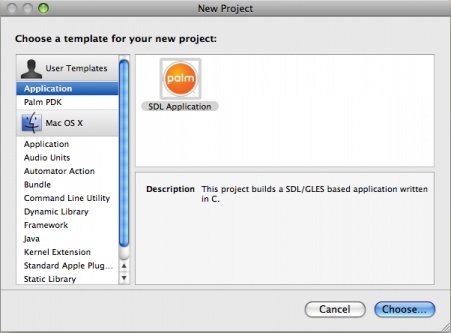 New Project
Choose a template for your new project:
User Templates
Application
Palm PDK
Mac OS X
Application
Audio Units
Automator Action
Bundle
Command Line Utility
Dynamic Library
Framework
Java
Kernel Extension
Standard Apple Plug...
Static Library
palm
SDL Application
Description This project builds a SDL/GLES based application written
in C.
Cancel
Choose...